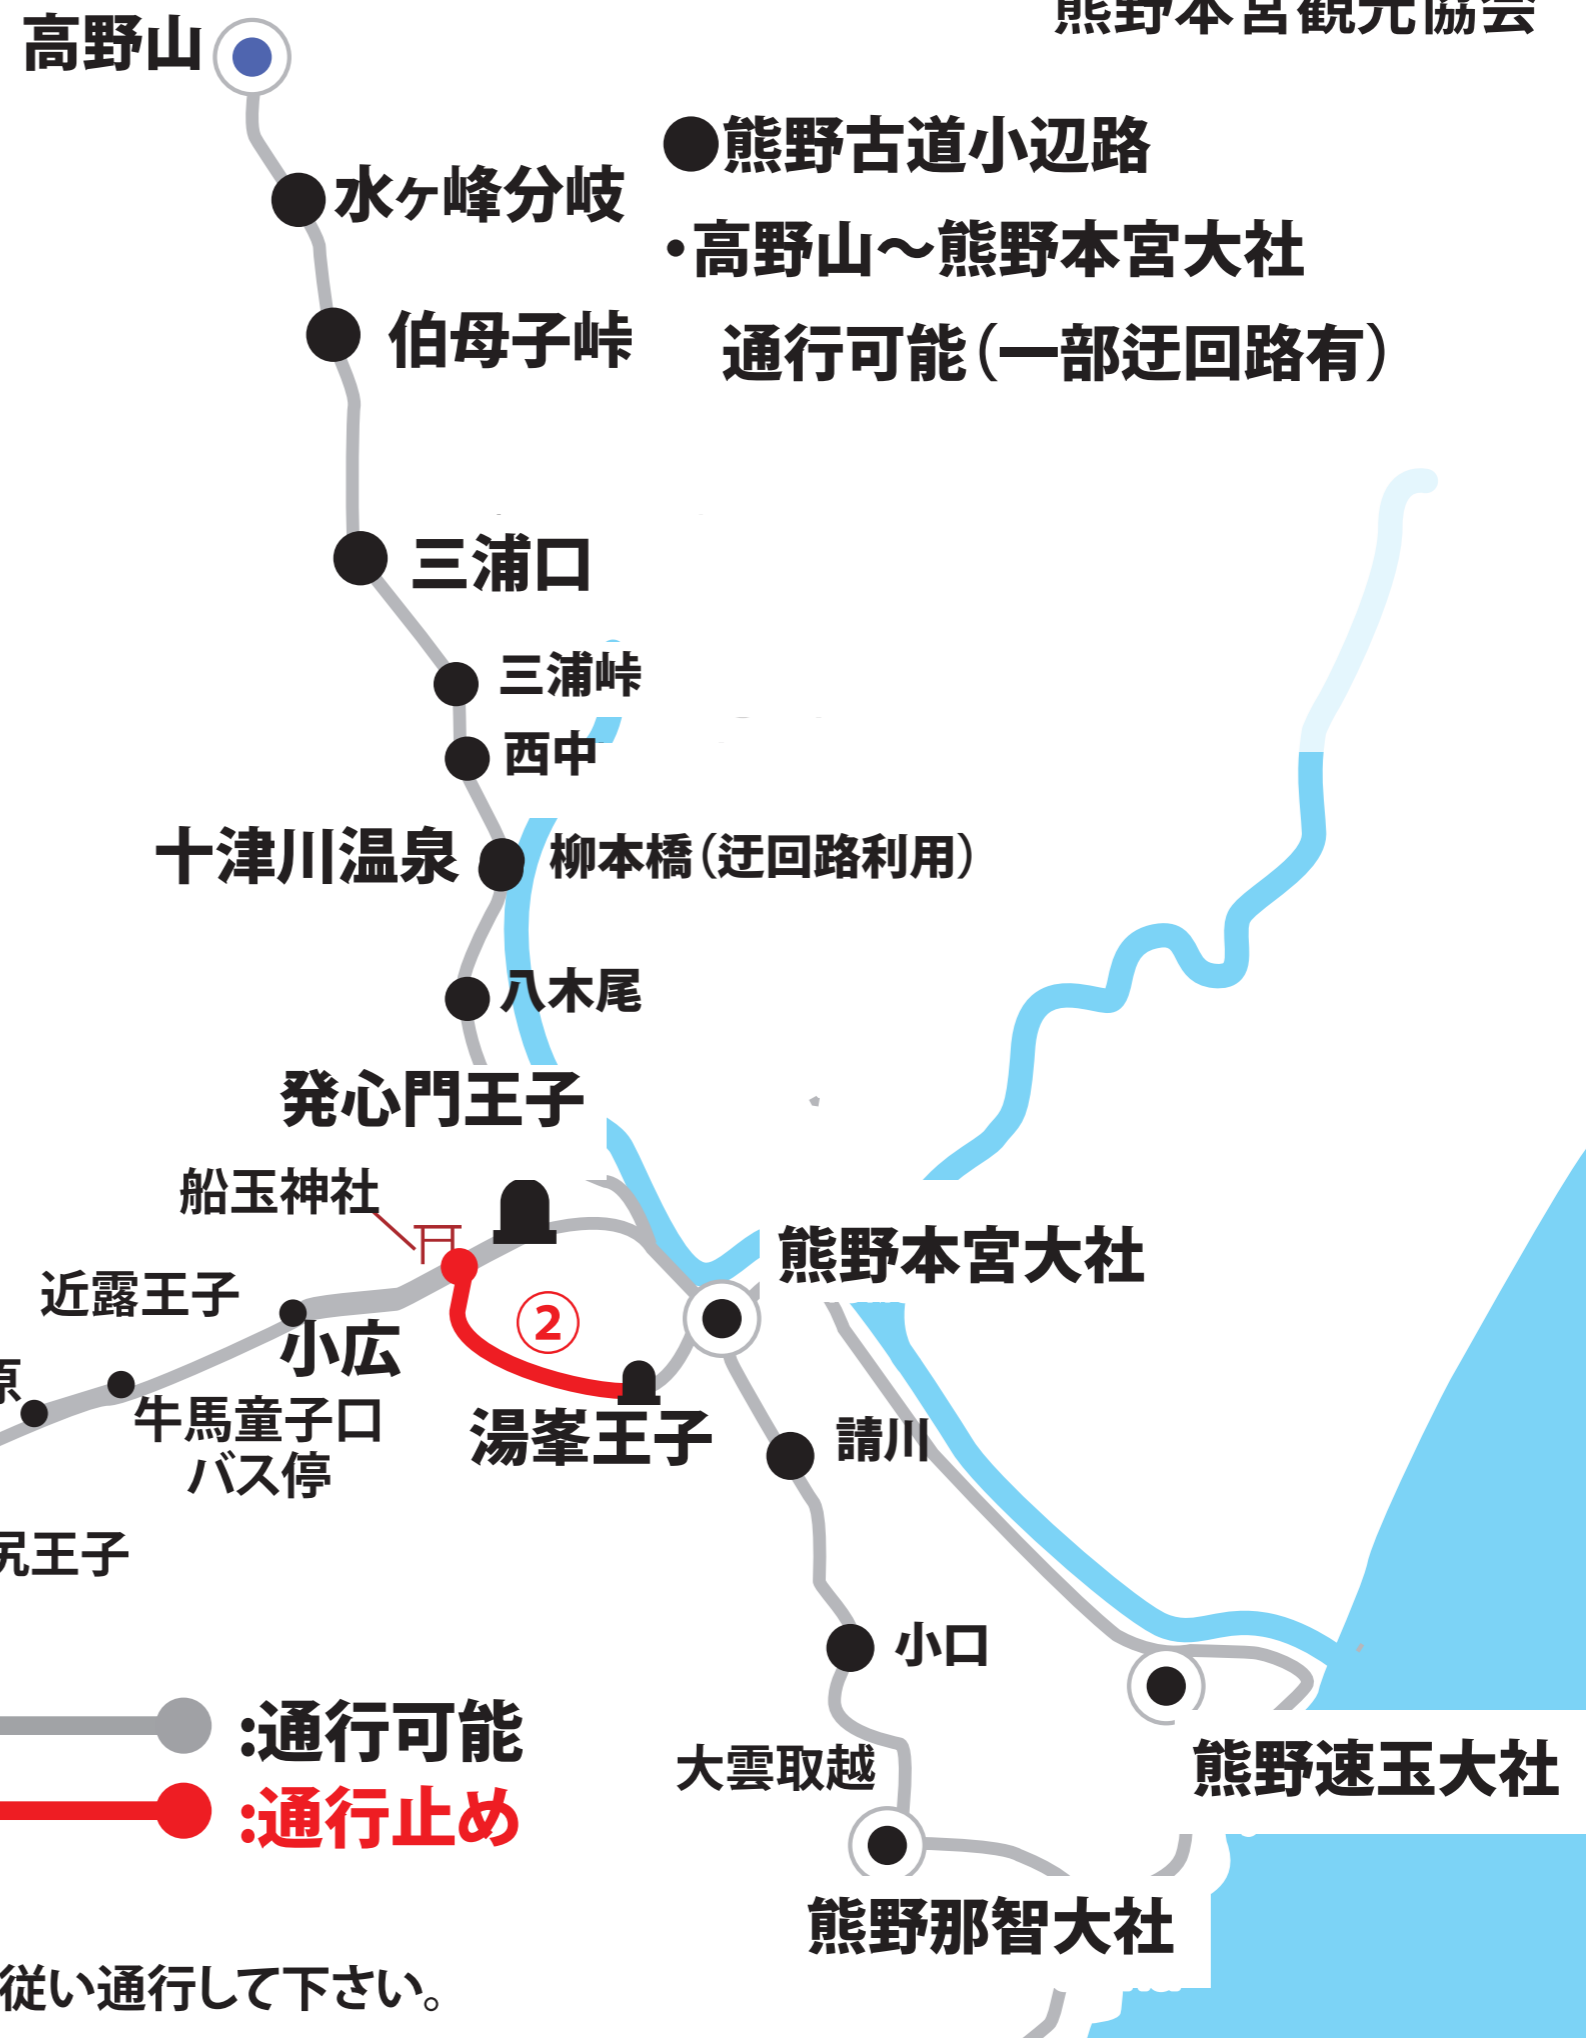 熊野本宮観光協会
高野山
●熊野古道小辺路
水ヶ峰分岐
・高野山～熊野本宮大社
伯母子峠
通行可能（一部迂回路有）
三浦口
三浦峠
西中
十津川温泉
柳本橋（迂回路利用）
八木尾
発心門王子
船玉神社
熊野本宮大社
近露王子
②
小広
原
牛馬童子口
バス停
湯峯王子
請川
尻王子
小口
:通行可能
大雲取越
熊野速玉大社
:通行止め
熊野那智大社
従い通行して下さい。